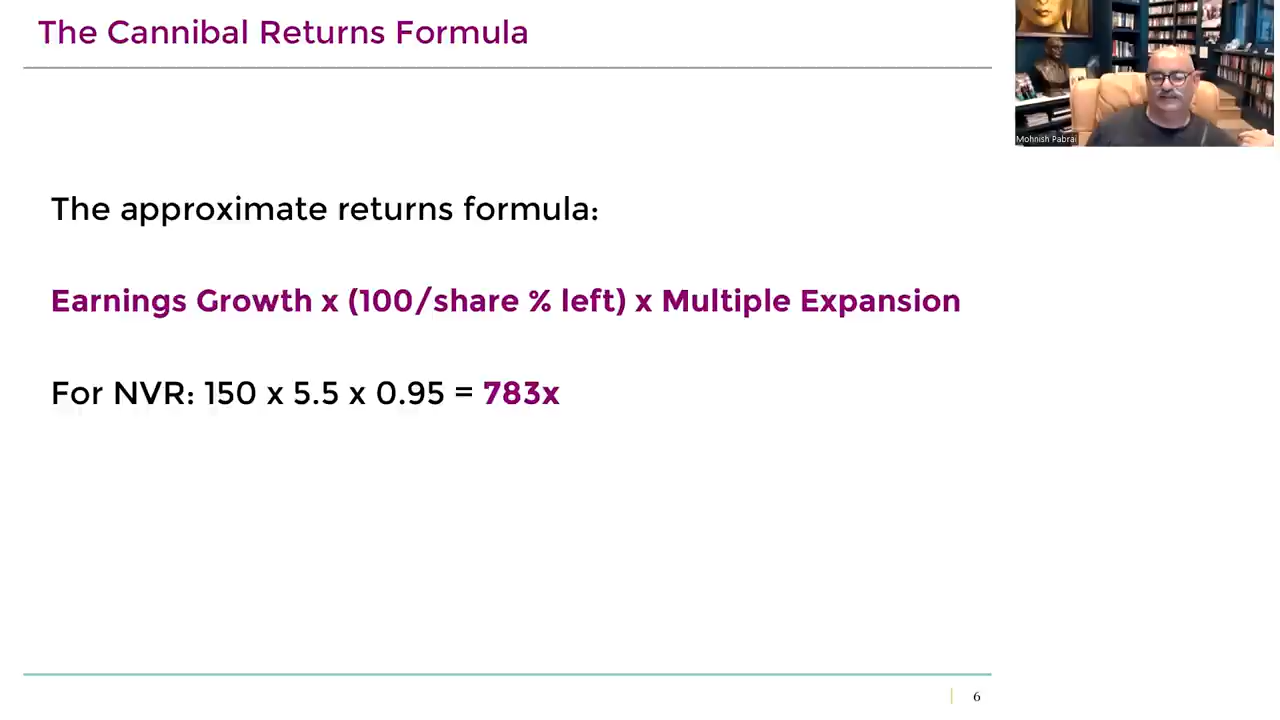 The Cannibal Returns Formula
Mohnish Pabrai
The approximate returns formula:
Earnings Growth x (100/share % left) x Multiple Expansion
For NVR: 150 x 5.5 x 0.95 = 783x
6